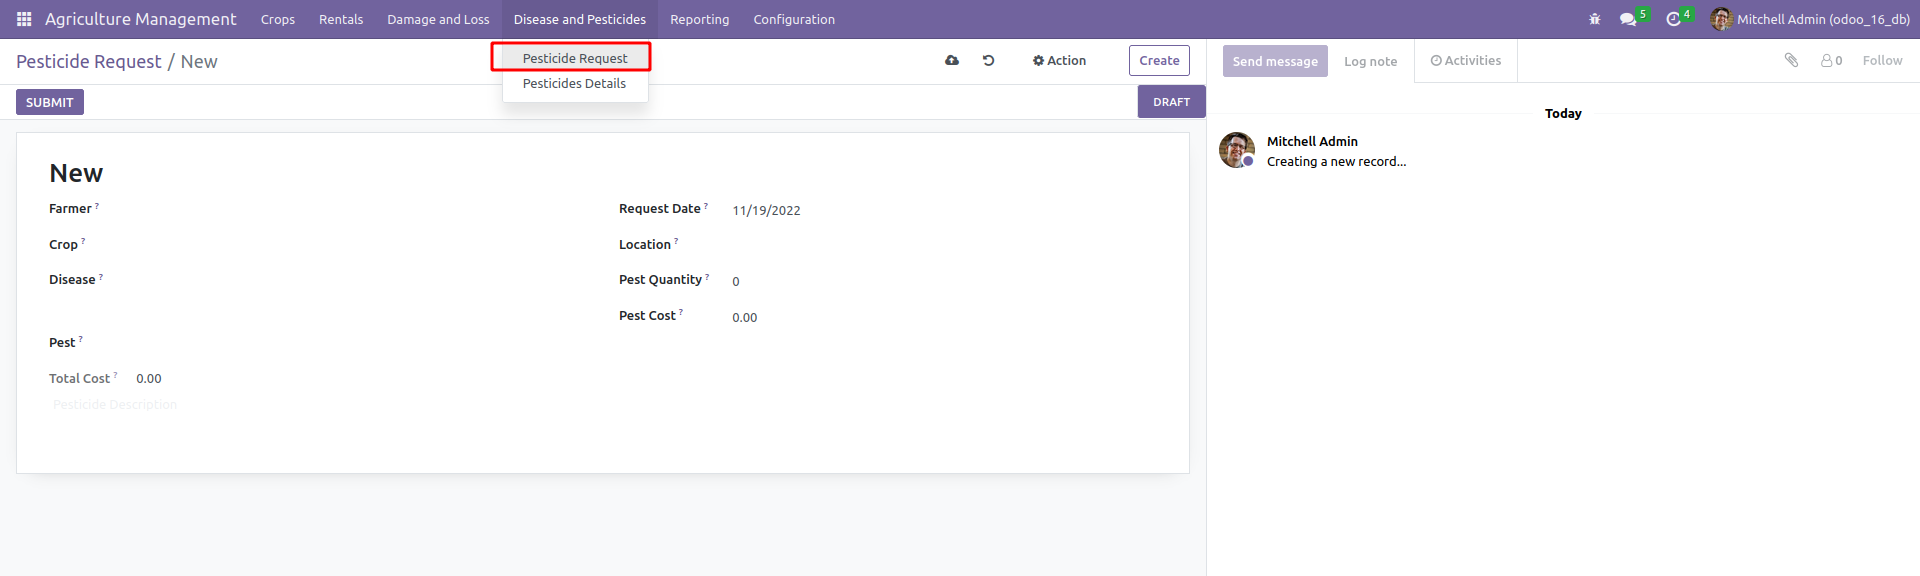 Agriculture Management Crops Rentals Damage and Loss Disease and Pesticides Reporting Configuration 5 4 Mitchell Admin (odoo_16_db)
Pesticide Request / New Action Create
Pesticide Request
Pesticides Details
SUBMIT DRAFT
New
Farmer ?
Request Date ? 11/19/2022
Crop ?
Location ?
Disease ?
Pest Quantity ? 0
Pest Cost ? 0.00
Pest ?
Total Cost ? 0.00
Pesticide Description
Send message Log note Activities 0 Follow
Today
Mitchell Admin
Creating a new record...